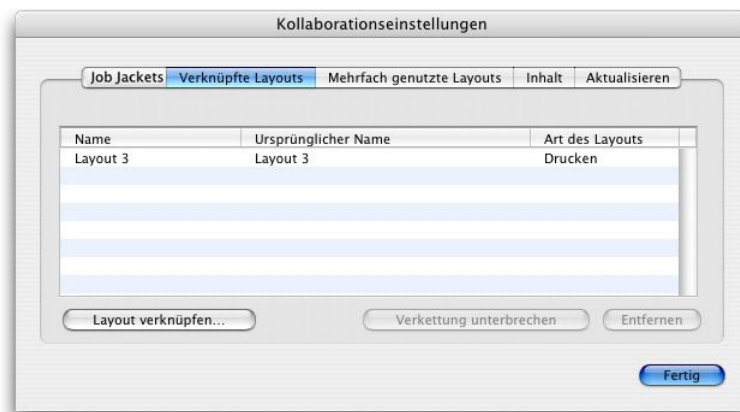 Kollaborationseinstellungen
Job Jackets Verknüpfte Layouts Mehrfach genutzte Layouts Inhalt Aktualisieren
Name Ursprünglicher Name Art des Layouts
Layout 3 Layout 3 Drucken
Layout verknüpfen... Verkettung unterbrechen Entfernen
Fertig